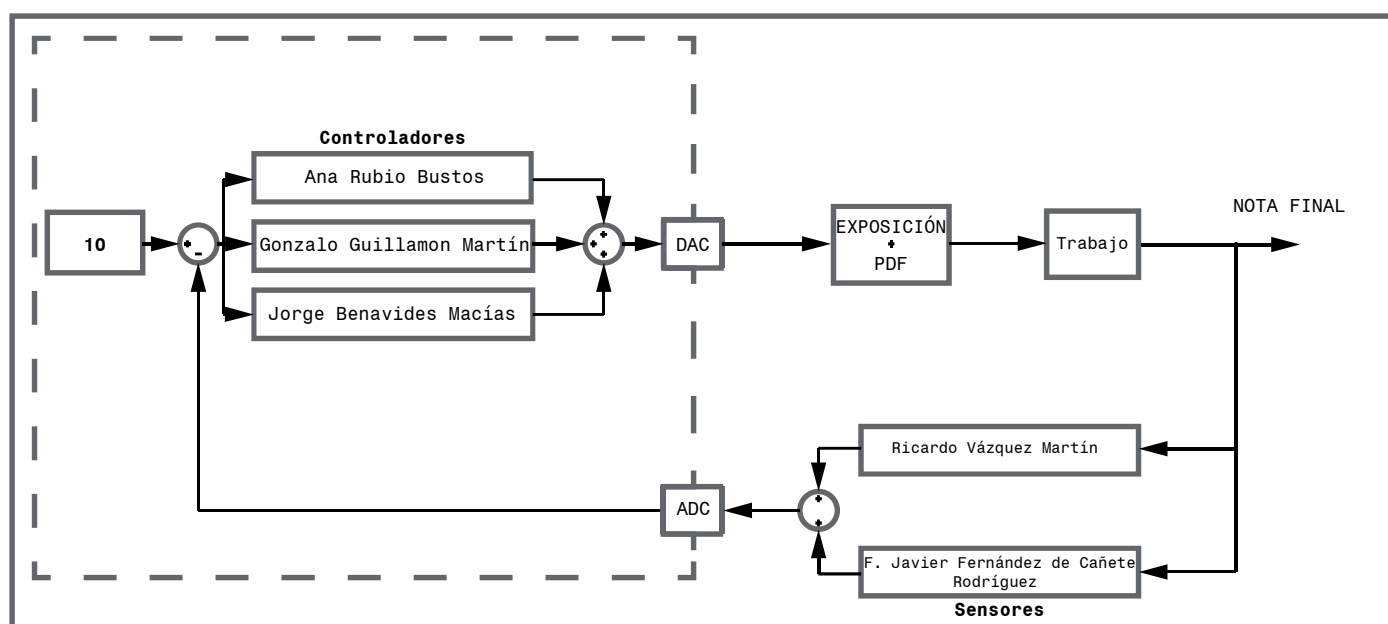 Controladores
Ana Rubio Bustos
10
+
-
Gonzalo Guillamon Martín
Jorge Benavides Macías
+
+
+
DAC
EXPOSICIÓN
+
PDF
Trabajo
NOTA FINAL
Ricardo Vázquez Martín
+
+
ADC
F. Javier Fernández de Cañete
Rodríguez
Sensores